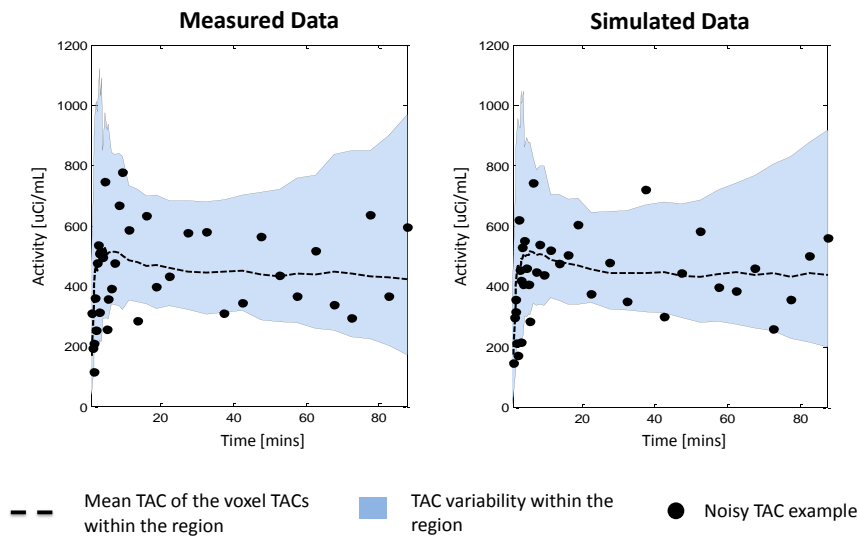 Measured Data
Simulated Data
1200
1000
800
600
400
200
0
Activity [uCi/mL]
0
20
40
60
80
Time [mins]
1200
1000
800
600
400
200
0
Activity [uCi/mL]
0
20
40
60
80
Time [mins]
Mean TAC of the voxel TACs
within the region
TAC variability within the
region
Noisy TAC example